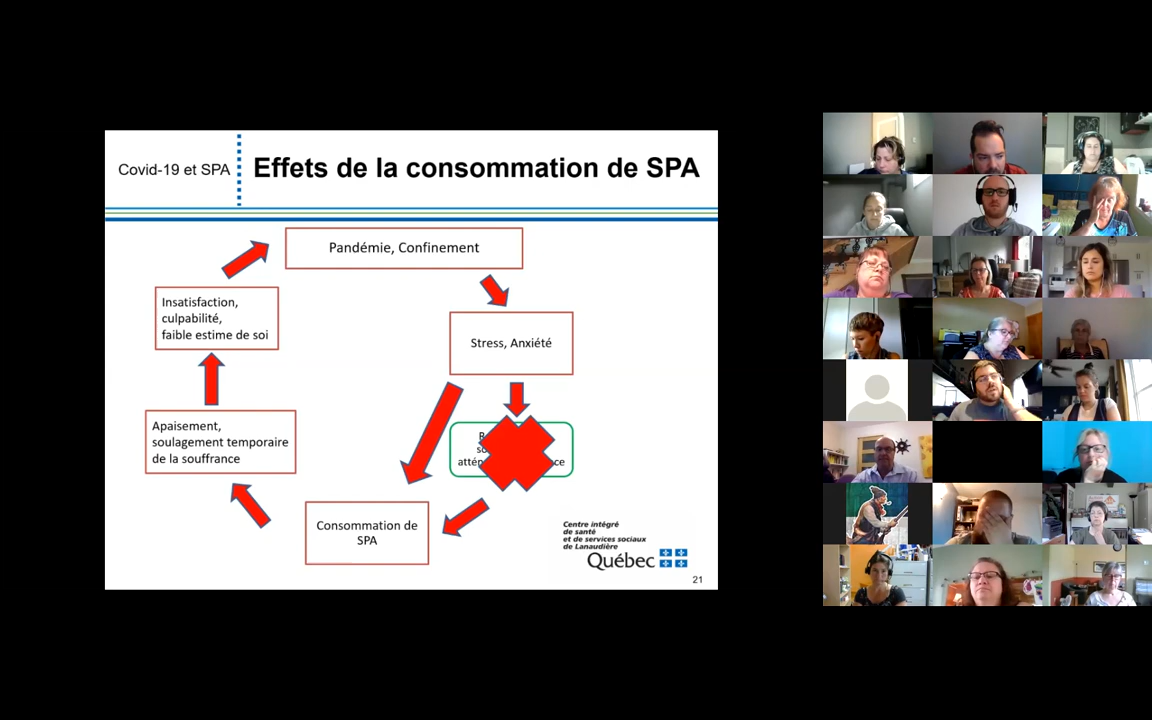 Covid-19 et SPA
Effets de la consommation de SPA
Pandémie, Confinement
Insatisfaction,
culpabilité,
faible estime de soi
Stress, Anxiété
Apaisement,
soulagement temporaire
de la souffrance
Consommation de
SPA
Centre intégré
de santé
et de services sociaux
de Lanaudière
Québec
21